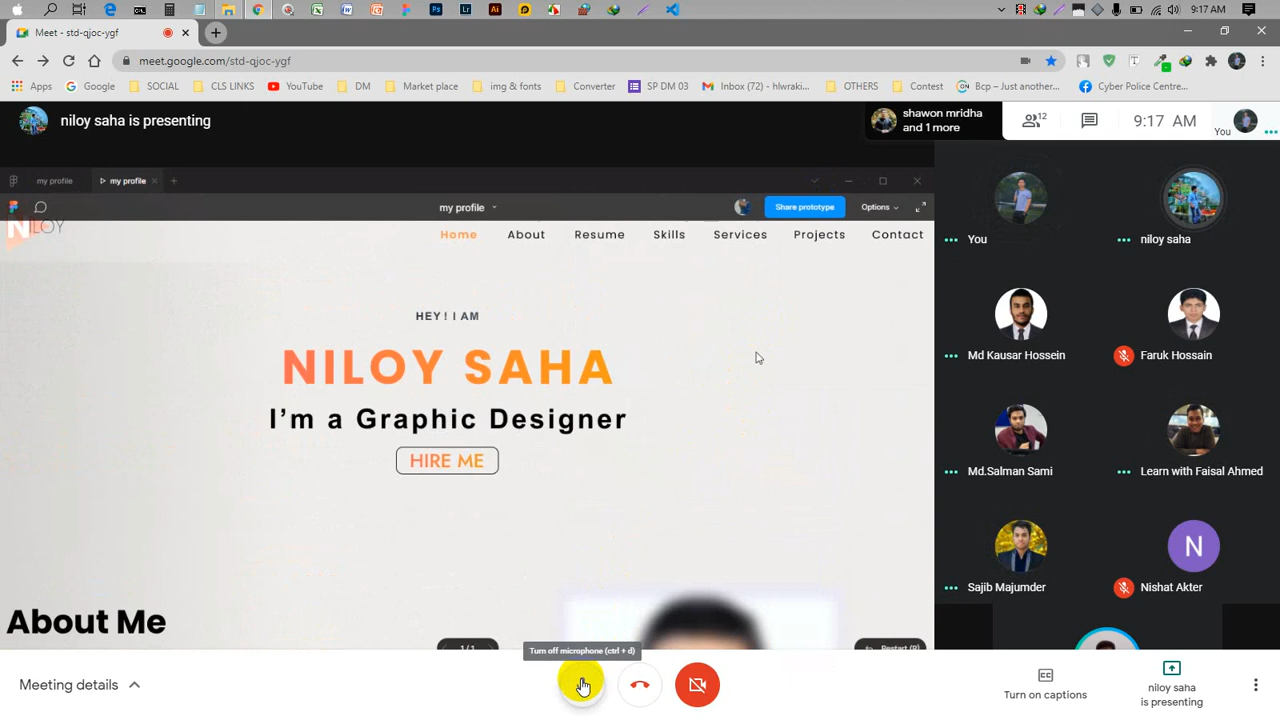 9:17 AM
Meet - std-qjoc-ygf
meet.google.com/std-qjoc-ygf
Apps
Google
SOCIAL
CLS LINKS
YouTube
DM
Market place
img & fonts
Converter
SP DM 03
Inbox (72) - hlwraki...
OTHERS
Contest
Bcp – Just another...
Cyber Police Centre...
niloy saha is presenting
shawon mridha
and 1 more
12
9:17 AM
You
my profile
my profile
my profile
Share prototype
Options
NILOY
Home
About
Resume
Skills
Services
Projects
Contact
HEY! I AM
NILOY SAHA
I'm a Graphic Designer
HIRE ME
About Me
1/1
Restart (R)
You
niloy saha
Md Kausar Hossein
Faruk Hossain
Md.Salman Sami
Learn with Faisal Ahmed
Sajib Majumder
N
Nishat Akter
Turn off microphone (ctrl + d)
Meeting details
Turn on captions
niloy saha
is presenting